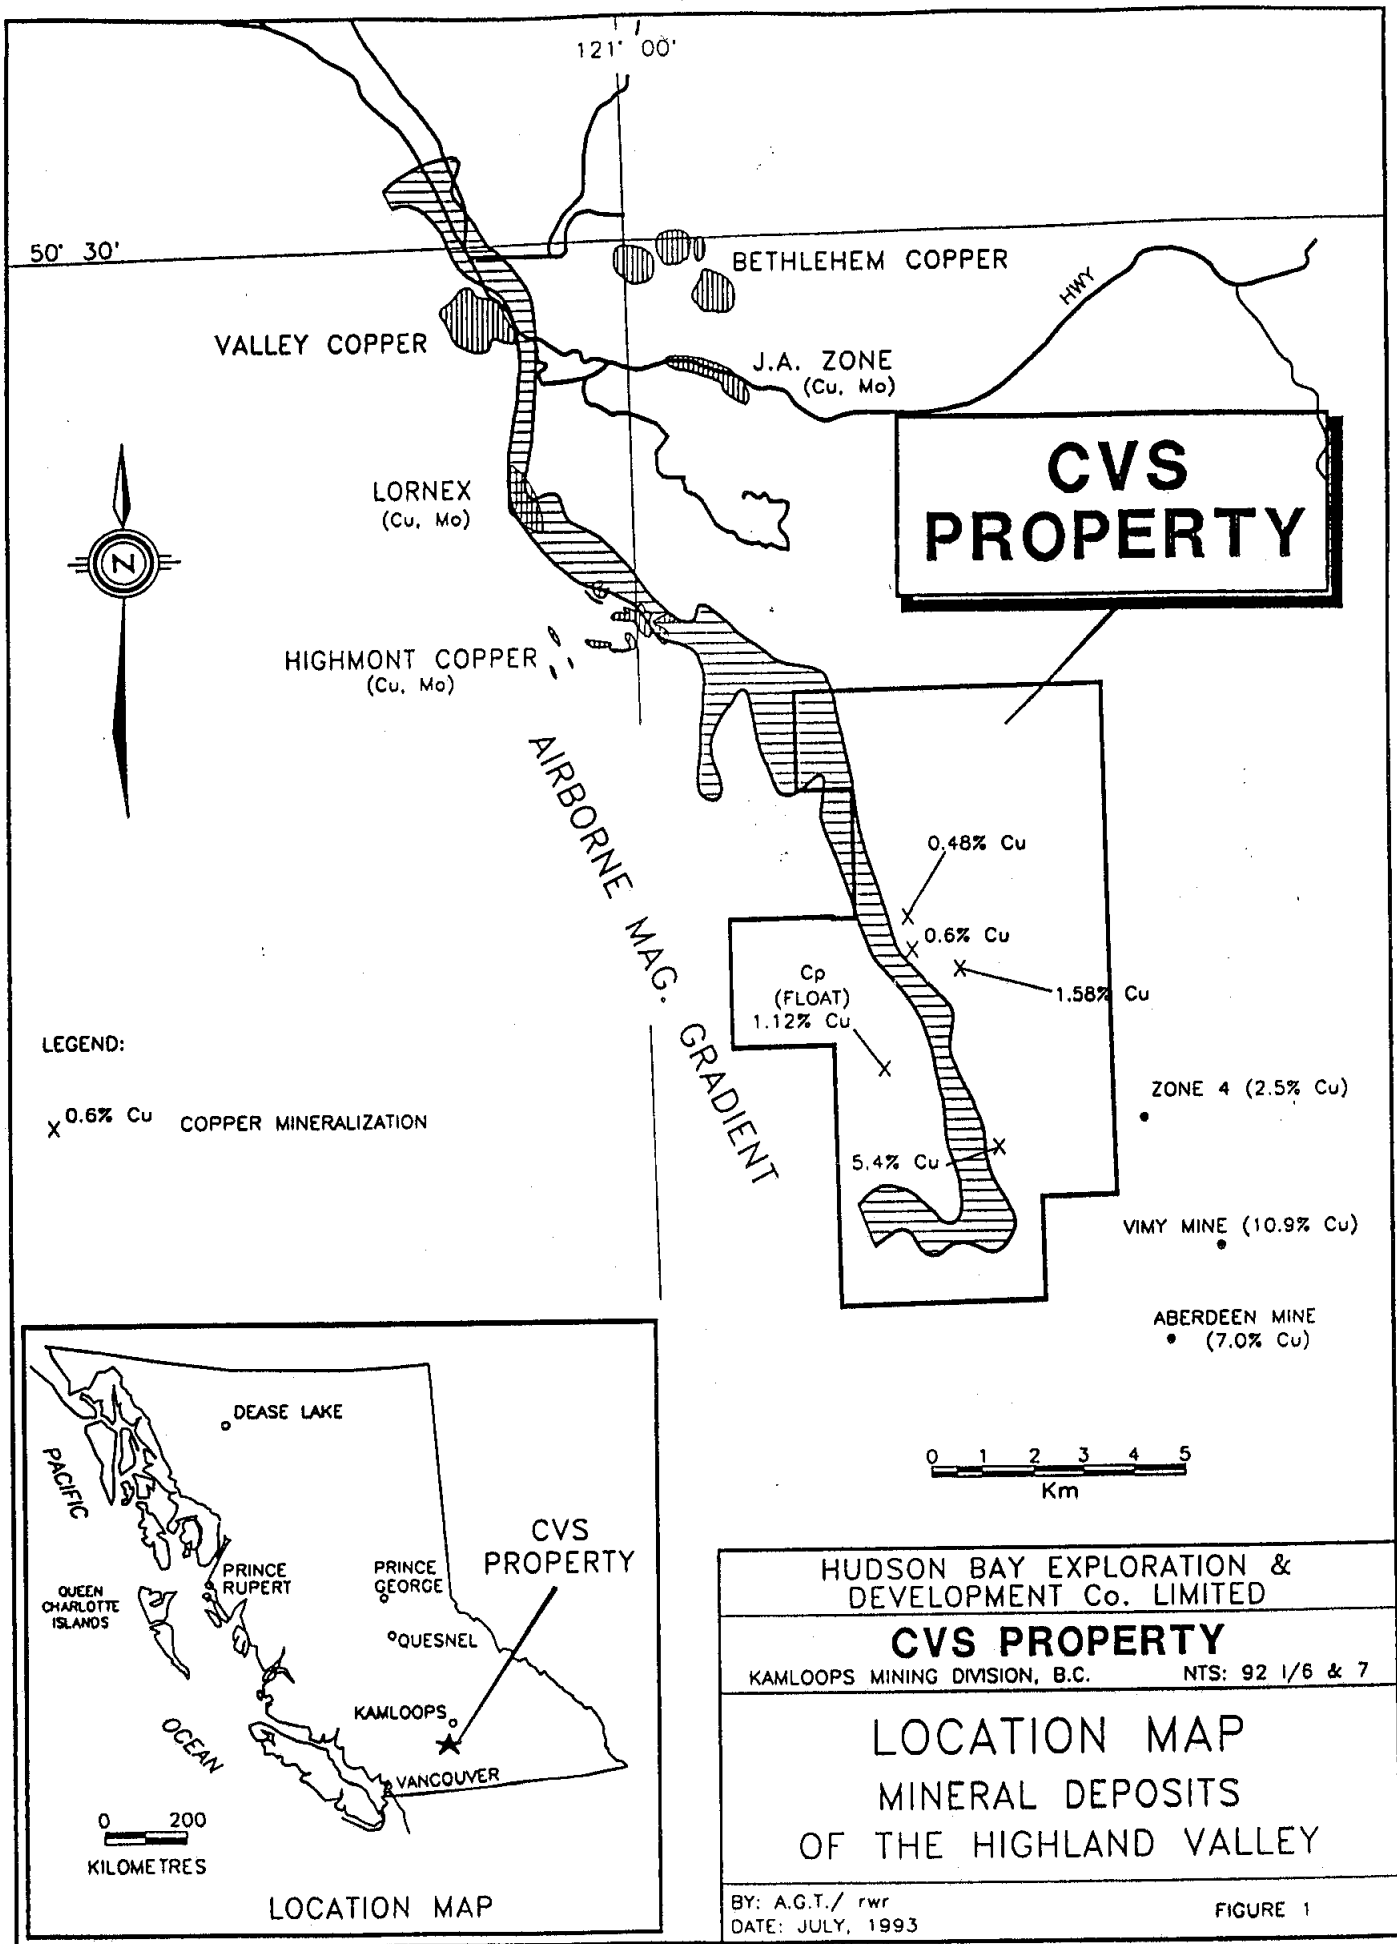 121° 00'
50° 30'
BETHLEHEM COPPER
HWY
VALLEY COPPER
J.A. ZONE
(Cu, Mo)
CVS
PROPERTY
LORNEX
(Cu, Mo)
N
HIGHMONT COPPER
(Cu, Mo)
AIRBORNE MAG. GRADIENT
0.48% Cu
0.6% Cu
1.58% Cu
Cp
(FLOAT)
1.12% Cu
5.4% Cu
LEGEND:
X 0.6% Cu COPPER MINERALIZATION
ZONE 4 (2.5% Cu)
VIMY MINE (10.9% Cu)
ABERDEEN MINE
(7.0% Cu)
0 1 2 3 4 5
Km
DEASE LAKE
PACIFIC
CVS
PROPERTY
PRINCE
RUPERT
PRINCE
GEORGE
QUEEN
CHARLOTTE
ISLANDS
QUESNEL
KAMLOOPS
OCEAN
VANCOUVER
0 200
KILOMETRES
LOCATION MAP
HUDSON BAY EXPLORATION &
DEVELOPMENT Co. LIMITED
CVS PROPERTY
KAMLOOPS MINING DIVISION, B.C. NTS: 92 I/6 & 7
LOCATION MAP
MINERAL DEPOSITS
OF THE HIGHLAND VALLEY
BY: A.G.T./ rwr
DATE: JULY, 1993
FIGURE 1